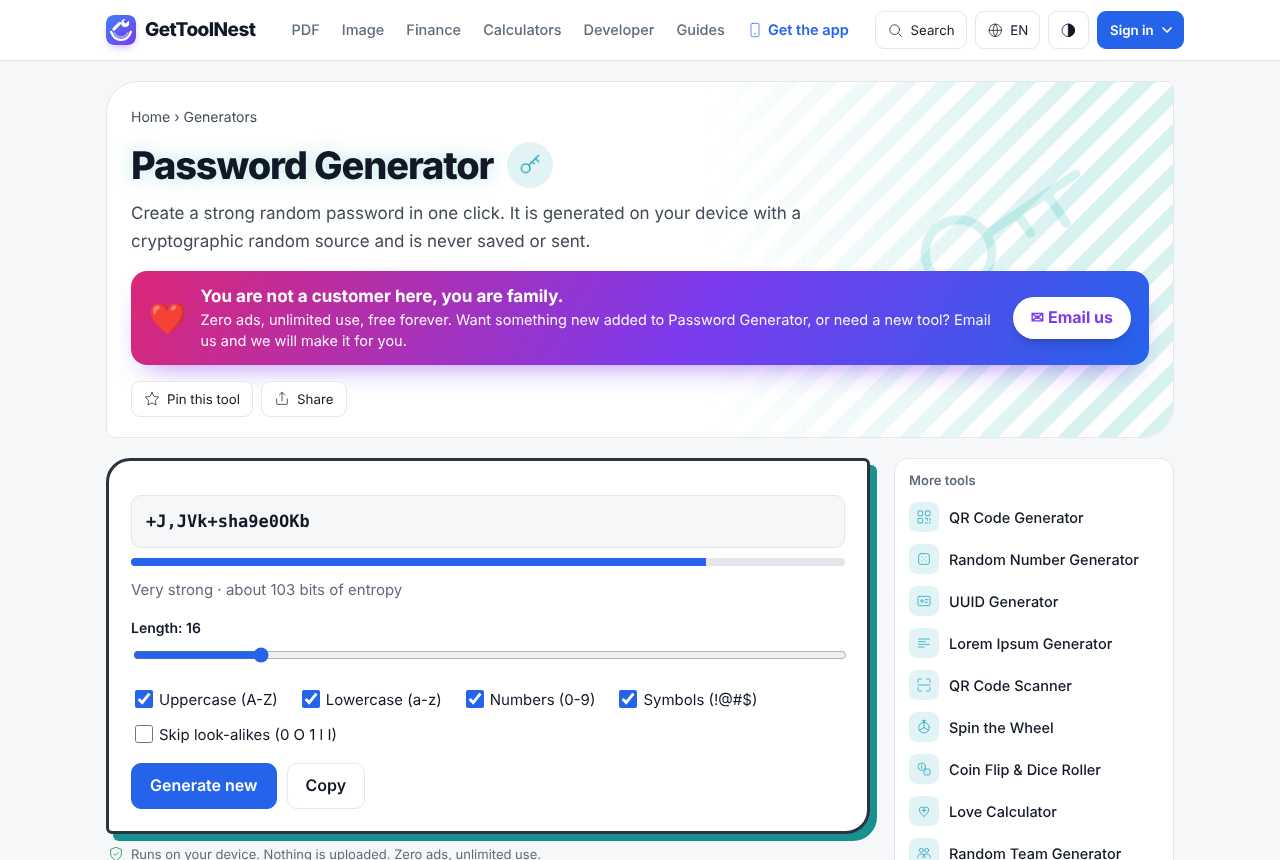 GetToolNest
PDF
Image
Finance
Calculators
Developer
Guides
Get the app
Search
EN
Sign in
Home › Generators
Password Generator
Create a strong random password in one click. It is generated on your device with a
cryptographic random source and is never saved or sent.
You are not a customer here, you are family.
Zero ads, unlimited use, free forever. Want something new added to Password Generator, or need a new tool? Email
us and we will make it for you.
✉ Email us
Pin this tool
Share
+J,JVk+sha9e0OKb
Very strong · about 103 bits of entropy
Length: 16
Uppercase (A-Z)
Lowercase (a-z)
Numbers (0-9)
Symbols (!@#$)
Skip look-alikes (0 O 1 l I)
Generate new
Copy
Runs on your device. Nothing is uploaded. Zero ads, unlimited use.
More tools
QR Code Generator
Random Number Generator
UUID Generator
Lorem Ipsum Generator
QR Code Scanner
Spin the Wheel
Coin Flip & Dice Roller
Love Calculator
Random Team Generator